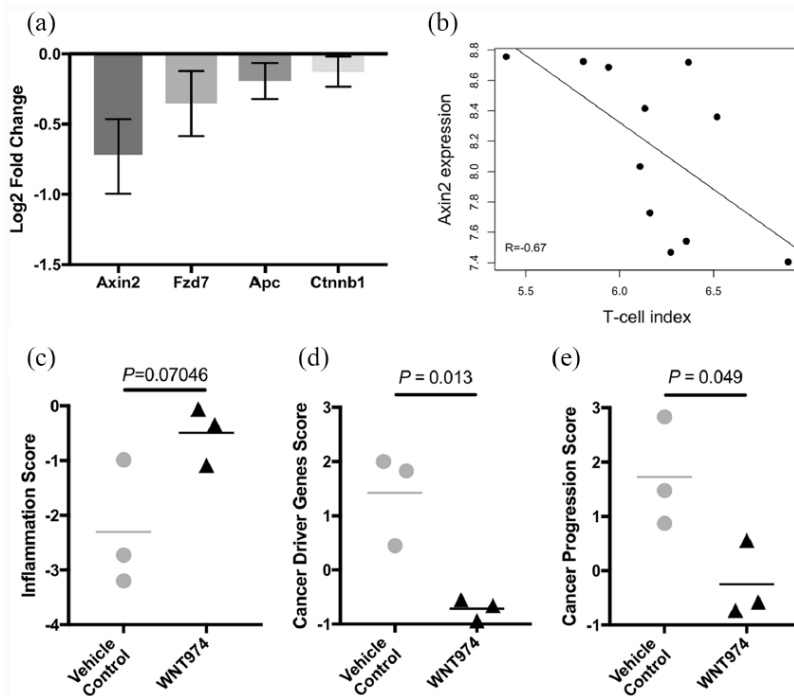 (a)
Log2 Fold Change
0.0
-0.5
-1.0
-1.5
Axin2 Fzd7 Apc Ctnnb1
(b)
Axin2 expression
8.8
8.6
8.4
8.2
8.0
7.8
7.6
7.4
R=-0.67
5.5 6.0 6.5
T-cell index
(c)
P=0.07046
Inflammation Score
0
-1
-2
-3
-4
Vehicle
Control
WNT974
(d)
P = 0.013
Cancer Driver Genes Score
3
2
1
0
-1
Vehicle
Control
WNT974
(e)
P = 0.049
Cancer Progression Score
3
2
1
0
-1
Vehicle
Control
WNT974